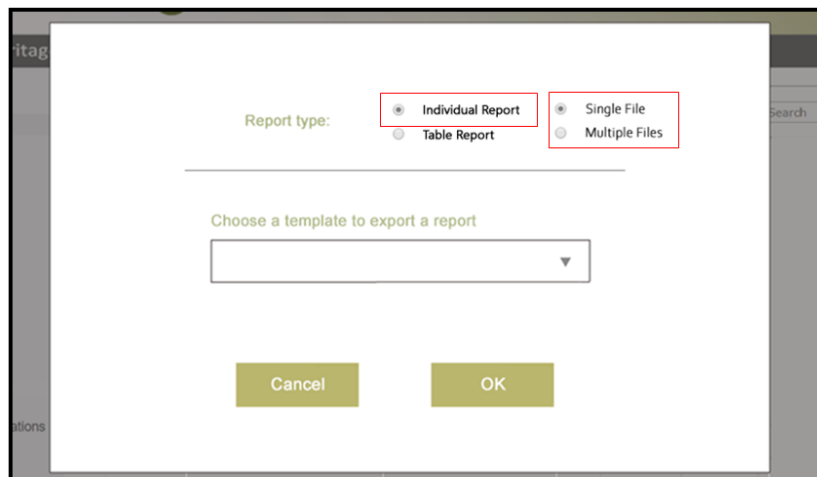 ritag
Report type:
Individual Report
Single File
Search
Table Report
Multiple Files
Choose a template to export a report
Cancel
OK
ations